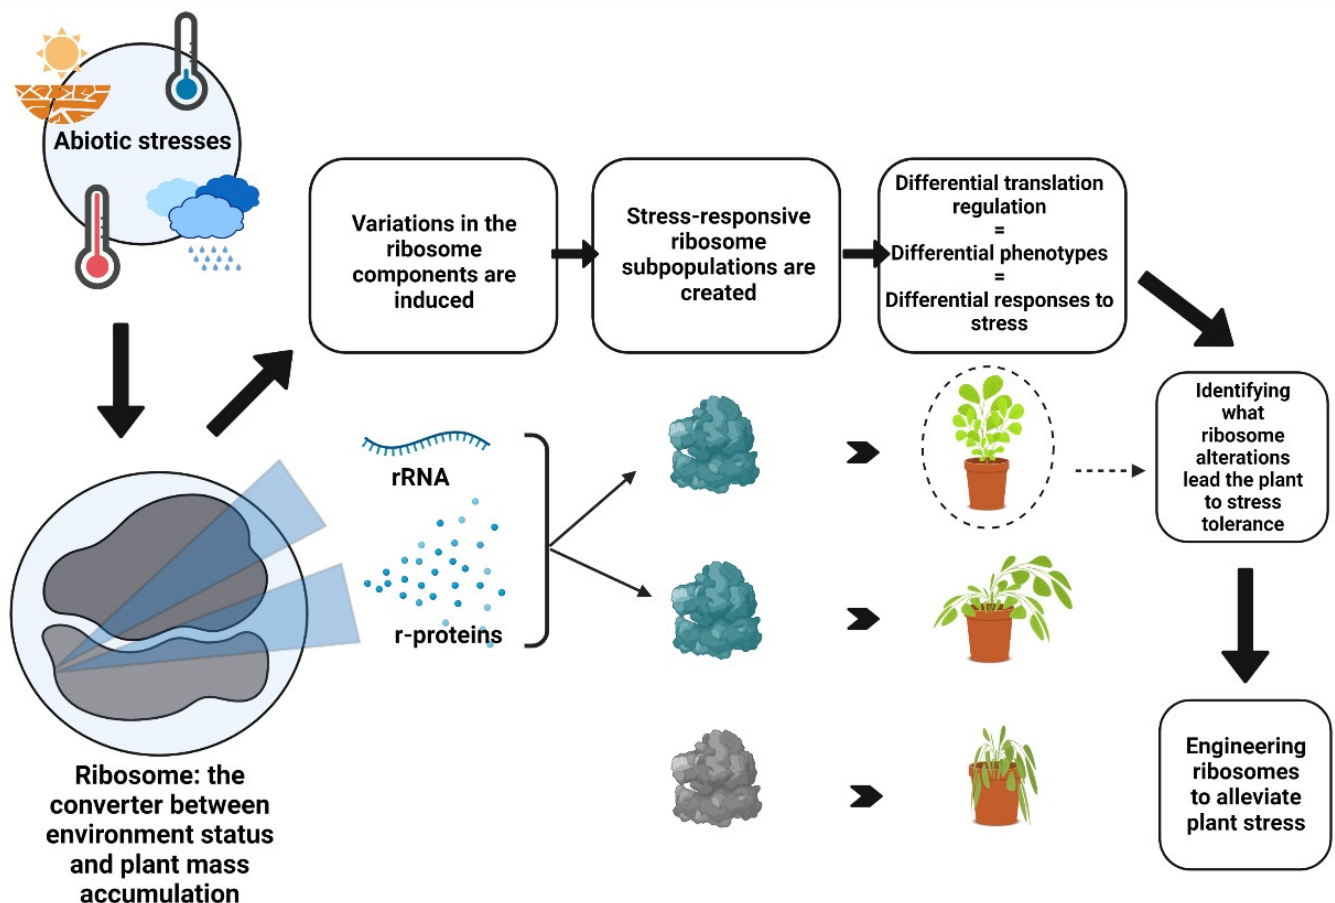 Abiotic stresses
Variations in the
ribosome
components are
induced
Stress-responsive
ribosome
subpopulations are
created
Differential translation
regulation
=
Differential phenotypes
=
Differential responses to
stress
Identifying
what
ribosome
alterations
lead the plant
to stress
tolerance
rRNA
r-proteins
Engineering
ribosomes
to alleviate
plant stress
Ribosome: the
converter between
environment status
and plant mass
accumulation